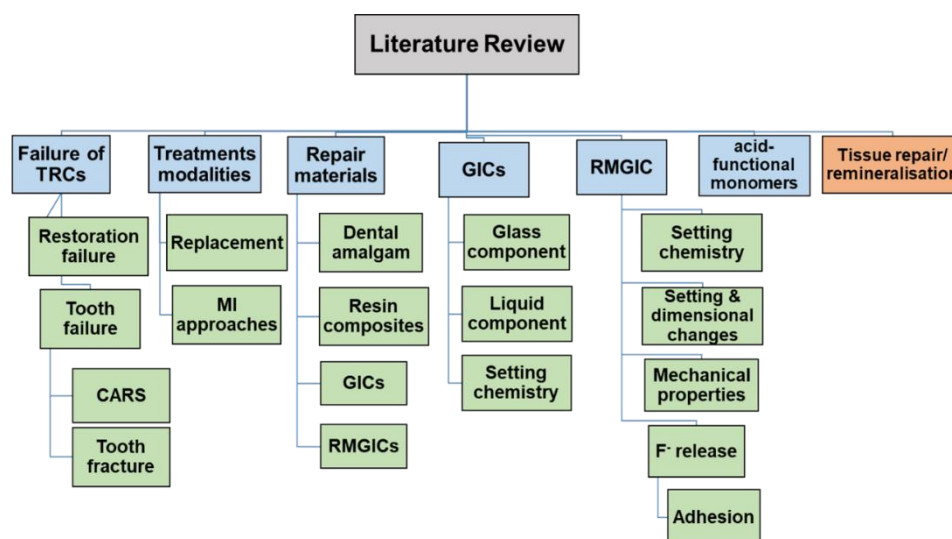 Literature Review
Failure of
TRCs
Restoration
failure
Tooth
failure
CARS
Tooth
fracture
Treatments
modalities
Replacement
MI
approaches
Repair
materials
Dental
amalgam
Resin
composites
GICs
RMGICs
GICs
Glass
component
Liquid
component
Setting
chemistry
RMGIC
Setting
chemistry
Setting &
dimensional
changes
Mechanical
properties
F- release
Adhesion
acid-
functional
monomers
Tissue repair/
remineralisation